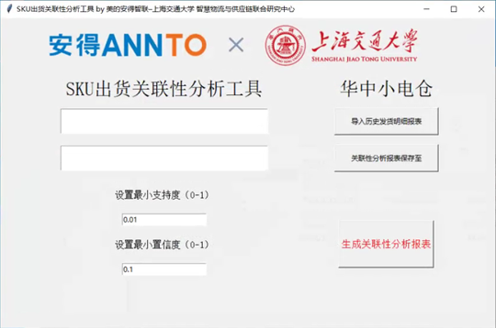 SKU出货关联性分析工具 by 美的安得智联--上海交通大学 智慧物流与供应链联合研究中心
安得ANNTO × 上海交通大学
SHANGHAI JIAO TONG UNIVERSITY
SKU出货关联性分析工具 华中小电仓
导入历史发货明细报表
关联性分析报表保存至
设置最小支持度（0-1）
0.01
设置最小置信度（0-1）
0.1
生成关联性分析报表